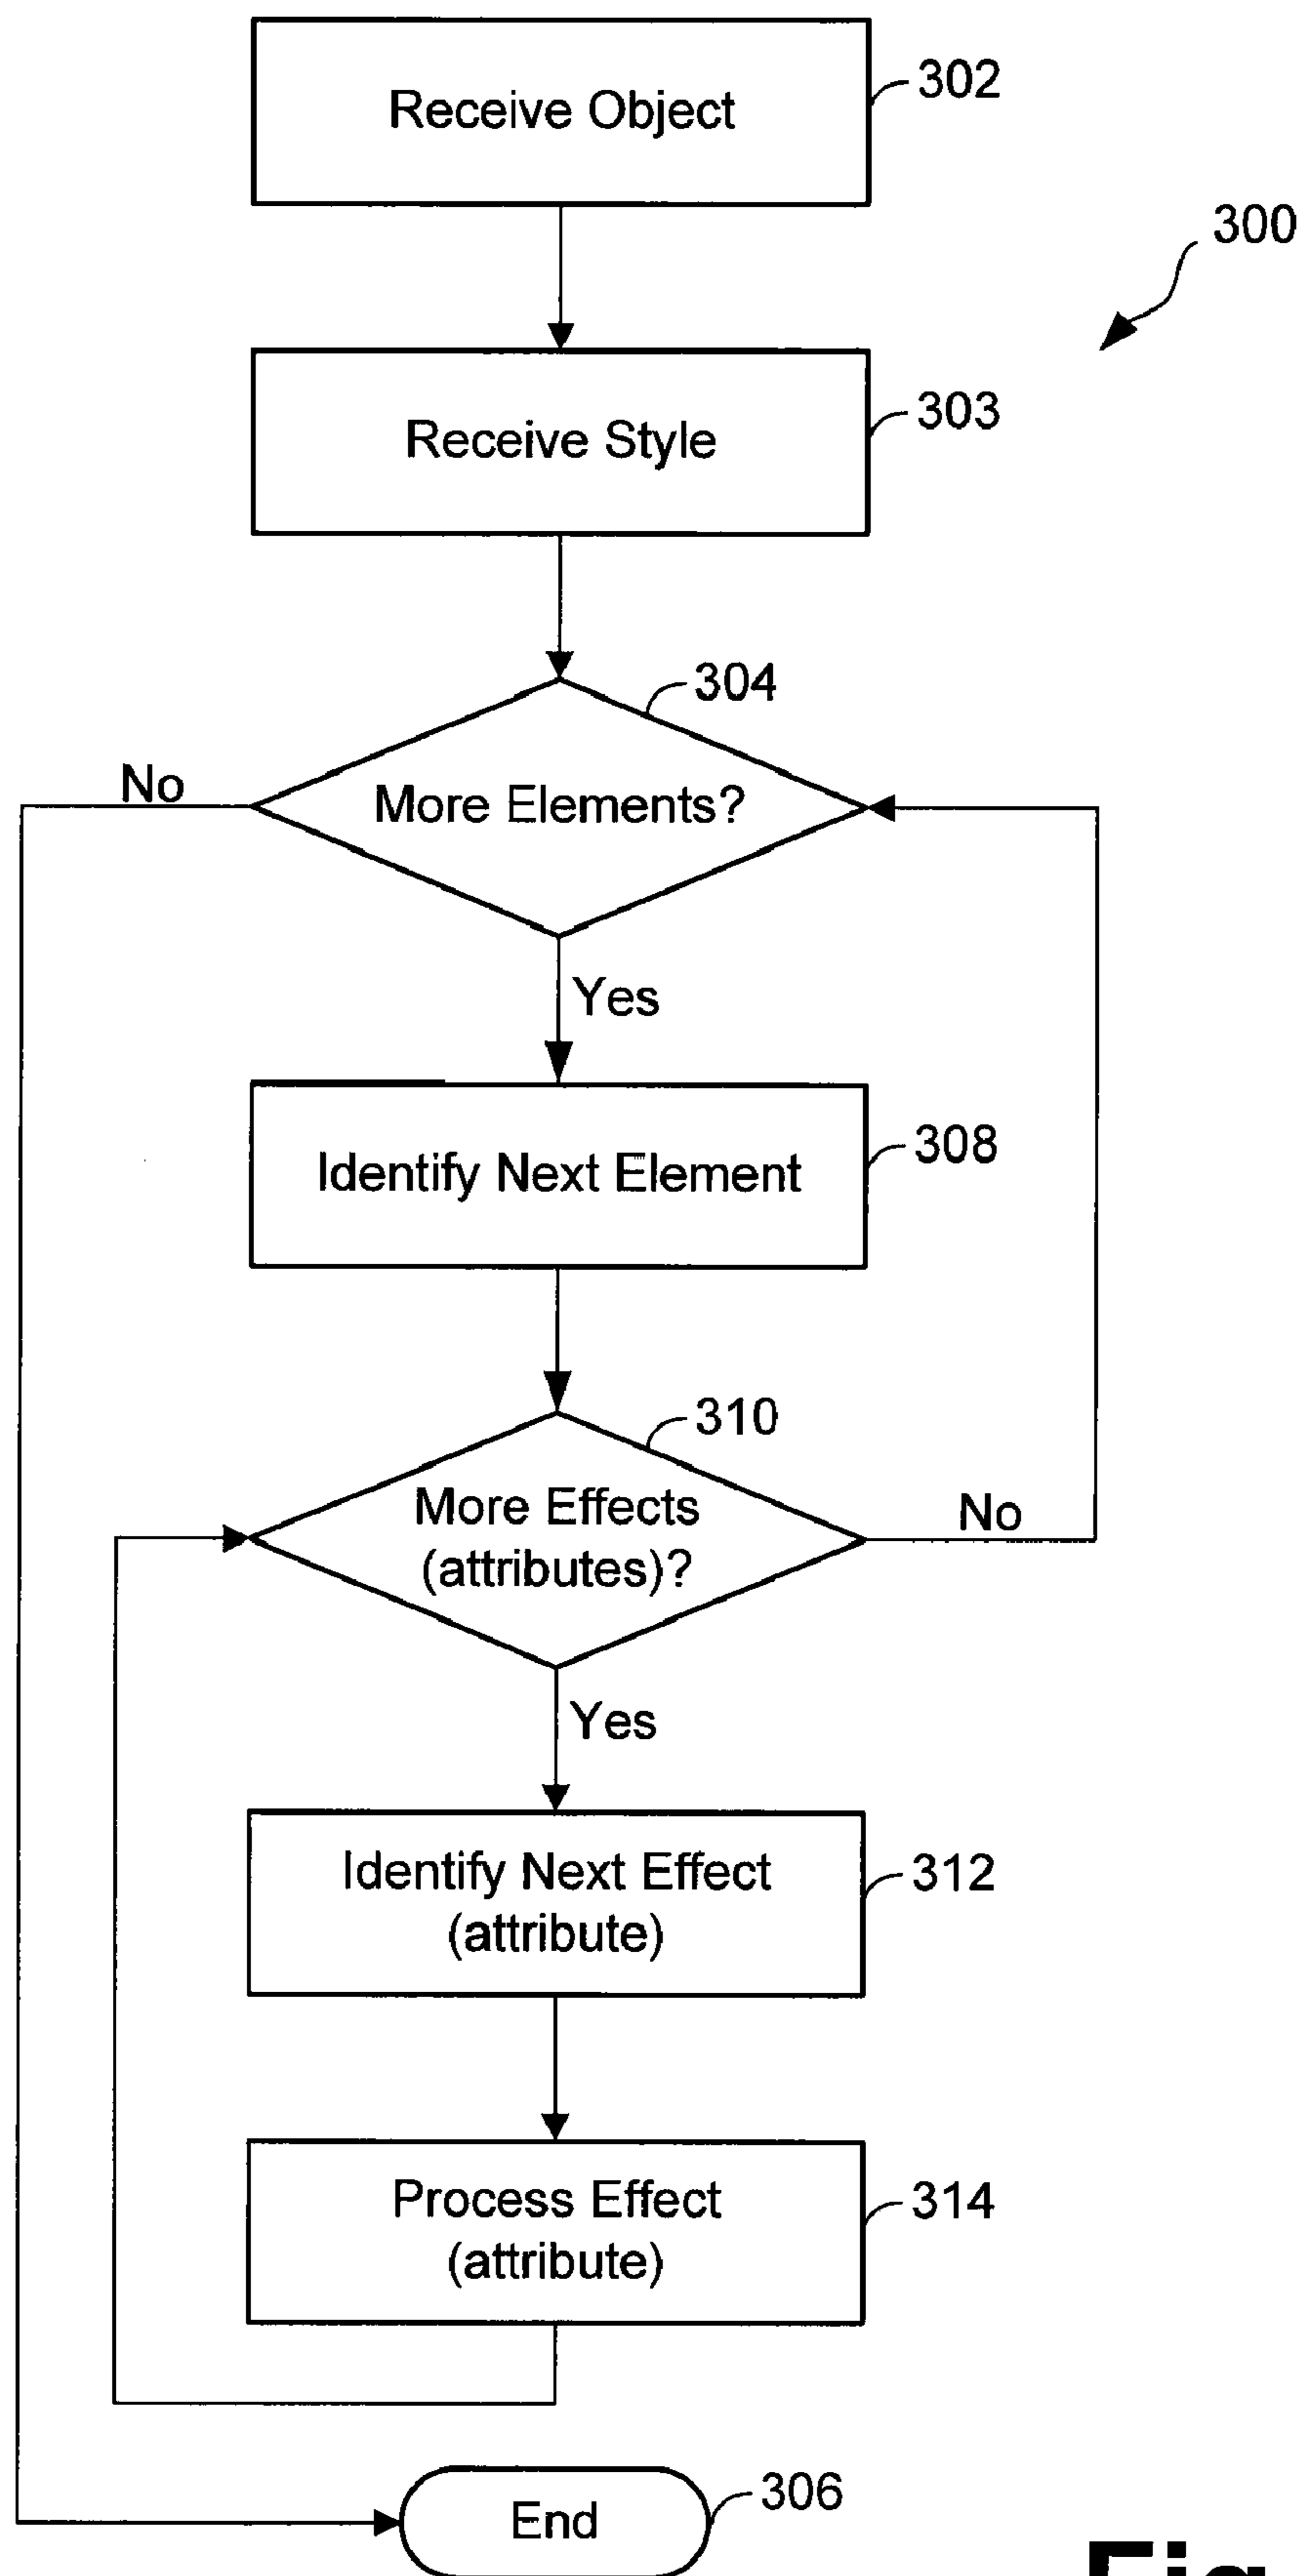 Receive Object
302
300
Receive Style
303
304
No
More Elements?
Yes
Identify Next Element
308
310
More Effects
(attributes)?
No
Yes
Identify Next Effect
(attribute)
312
Process Effect
(attribute)
314
End
306